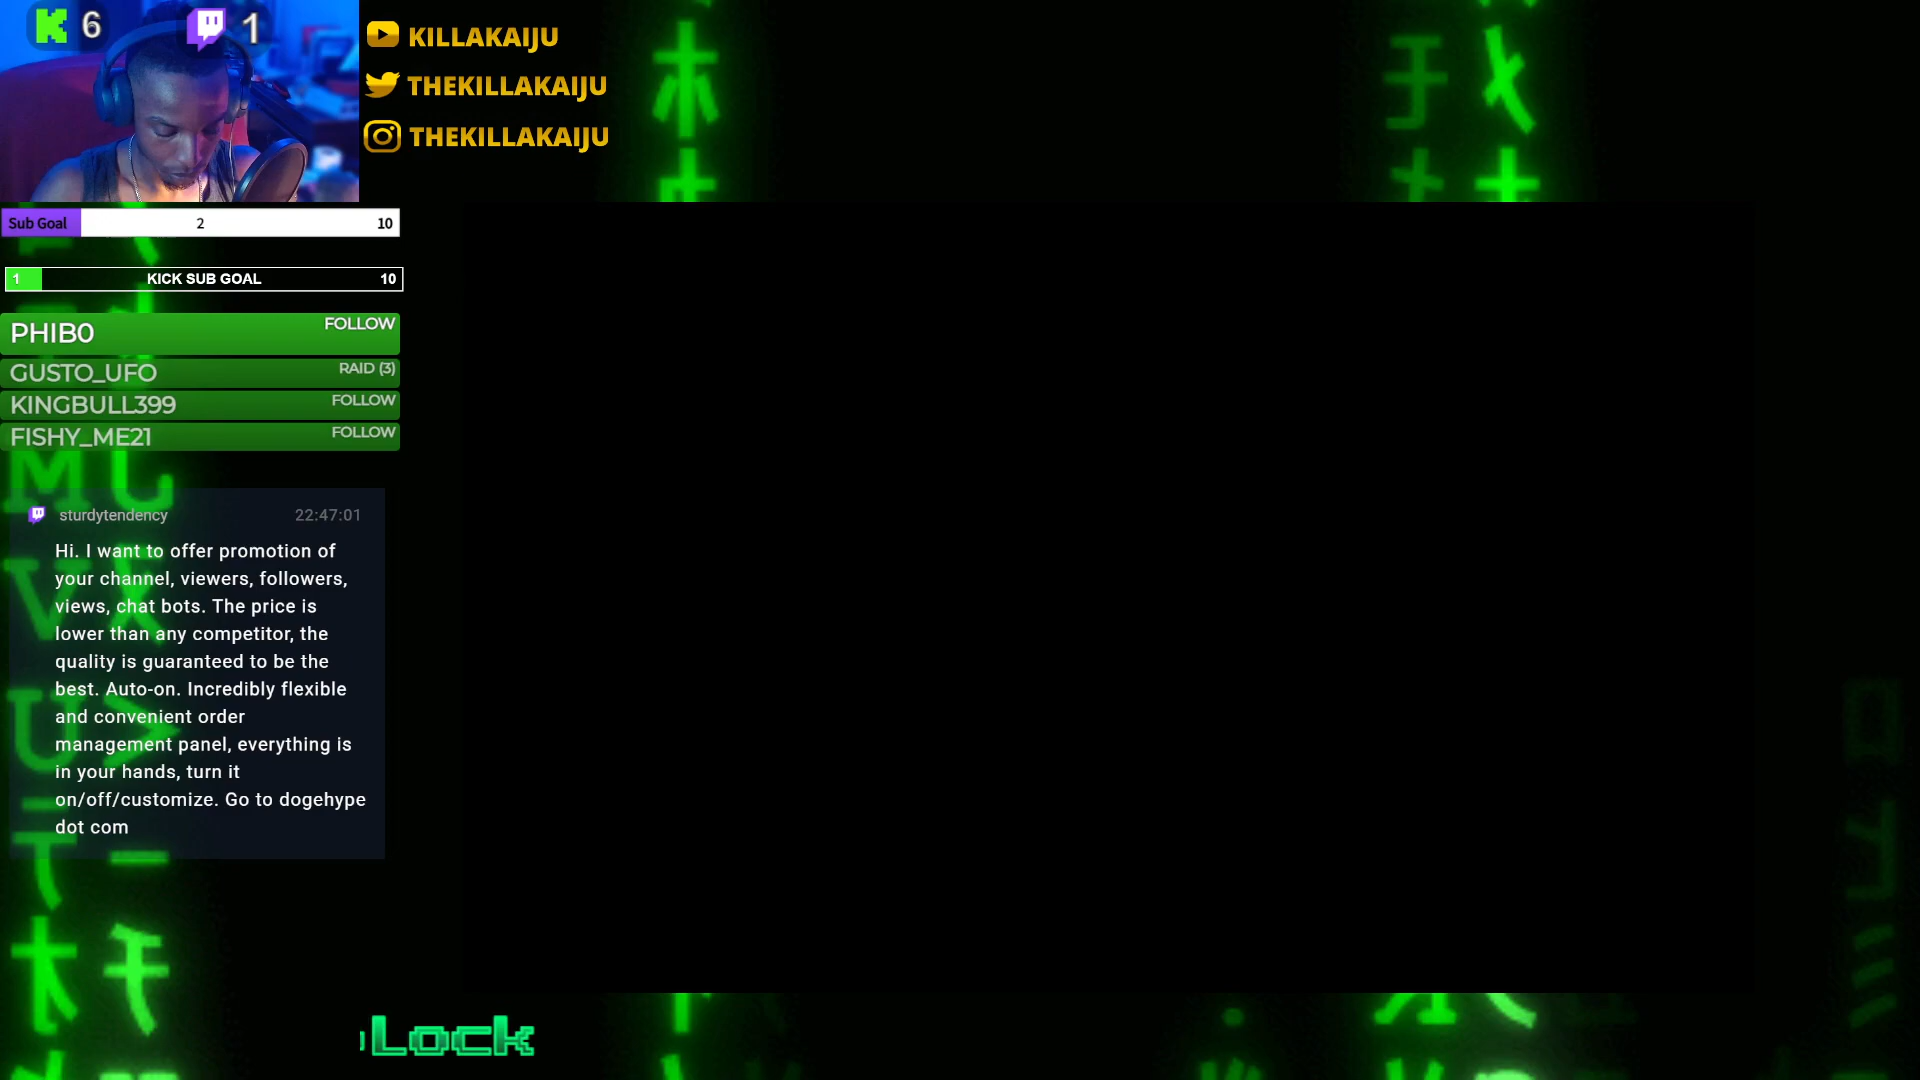 6
1
KILLAKAIJU
THEKILLAKAIJU
THEKILLAKAIJU
Sub Goal 2 10
1 KICK SUB GOAL 10
PHIB0 FOLLOW
GUSTO_UFO RAID (3)
KINGBULL399 FOLLOW
FISHY_ME21 FOLLOW
sturdytendency 22:47:01
Hi. I want to offer promotion of
your channel, viewers, followers,
views, chat bots. The price is
lower than any competitor, the
quality is guaranteed to be the
best. Auto-on. Incredibly flexible
and convenient order
management panel, everything is
in your hands, turn it
on/off/customize. Go to dogehype
dot com
Lock